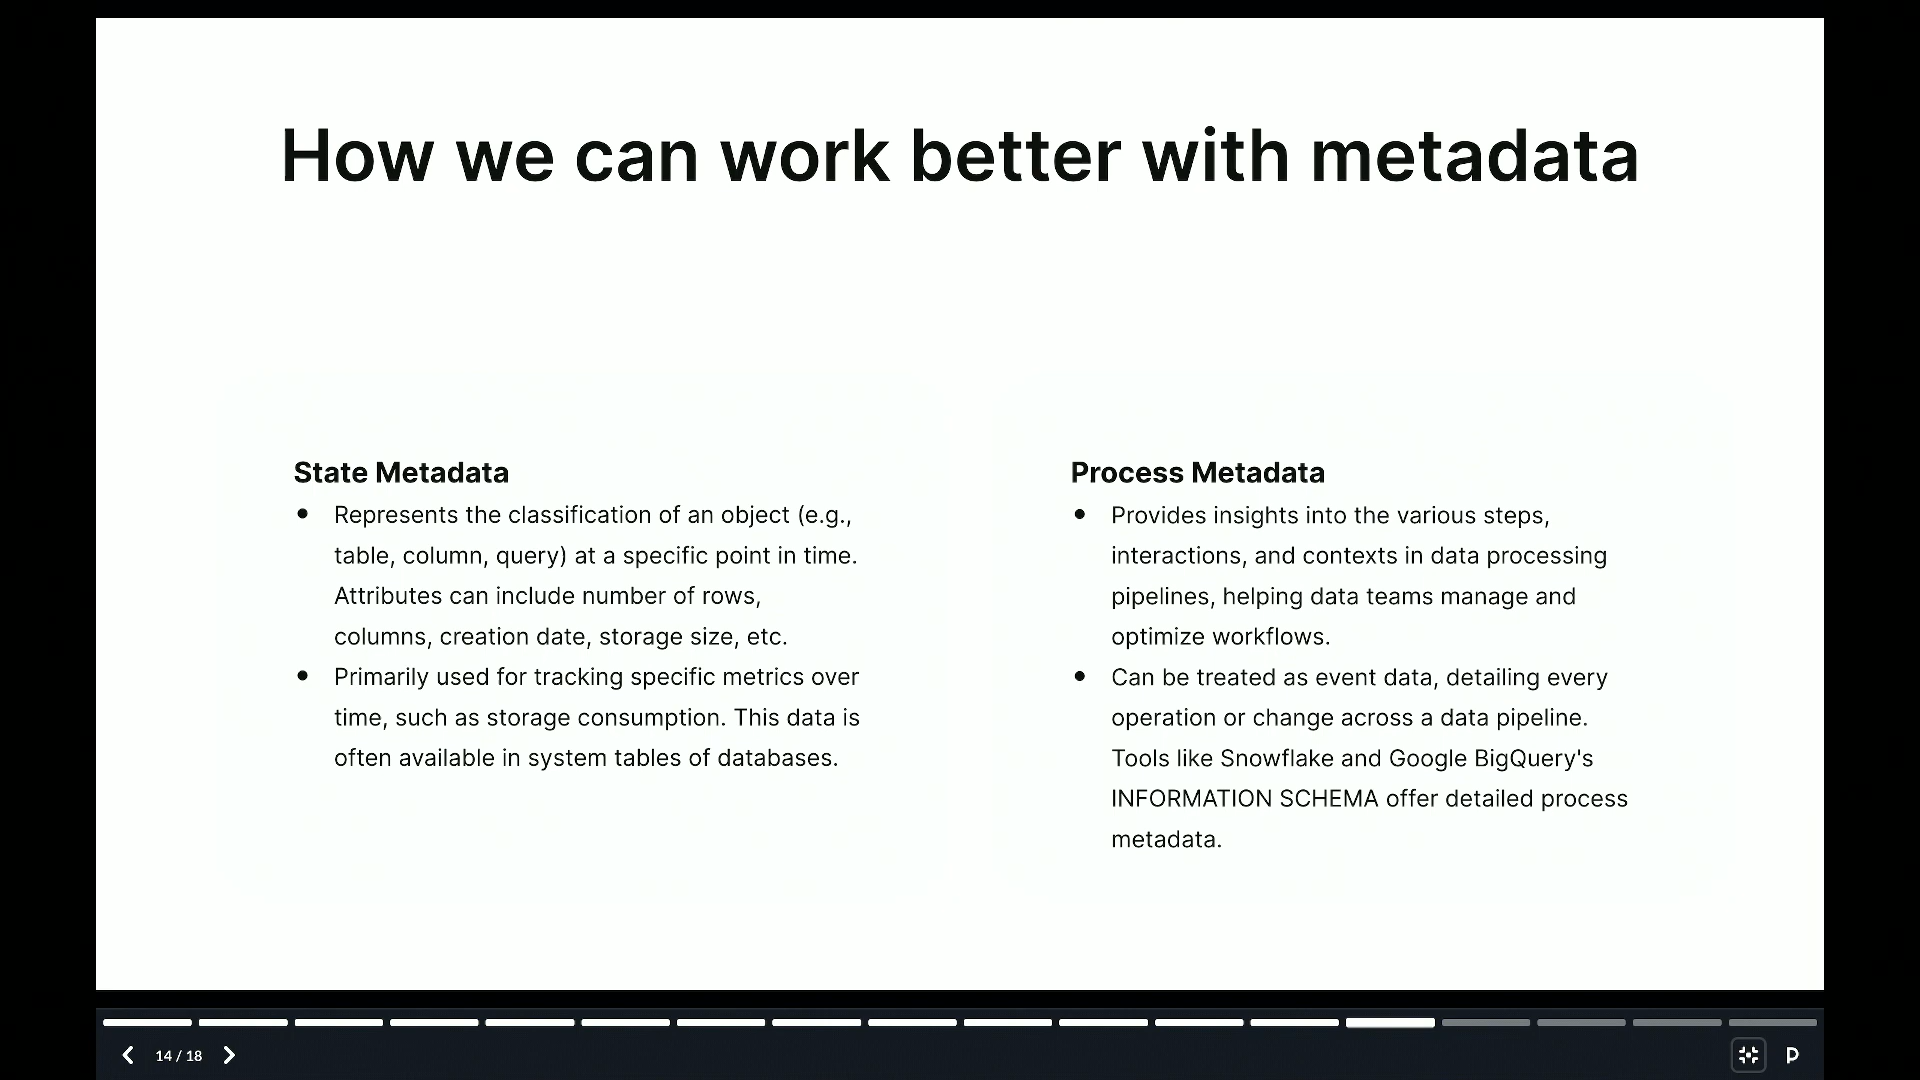 How we can work better with metadata
State Metadata
• Represents the classification of an object (e.g.,
table, column, query) at a specific point in time.
Attributes can include number of rows,
columns, creation date, storage size, etc.
• Primarily used for tracking specific metrics over
time, such as storage consumption. This data is
often available in system tables of databases.
Process Metadata
• Provides insights into the various steps,
interactions, and contexts in data processing
pipelines, helping data teams manage and
optimize workflows.
• Can be treated as event data, detailing every
operation or change across a data pipeline.
Tools like Snowflake and Google BigQuery's
INFORMATION SCHEMA offer detailed process
metadata.
14 / 18